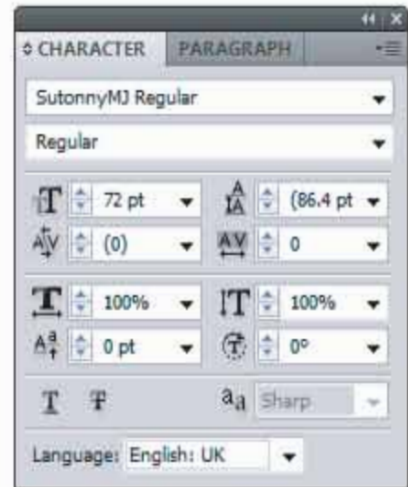 CHARACTER PARAGRAPH
SutonnyMJ Regular
Regular
72 pt (86.4 pt
(0) 0
100% 100%
0 pt 0°
Sharp
Language: English: UK